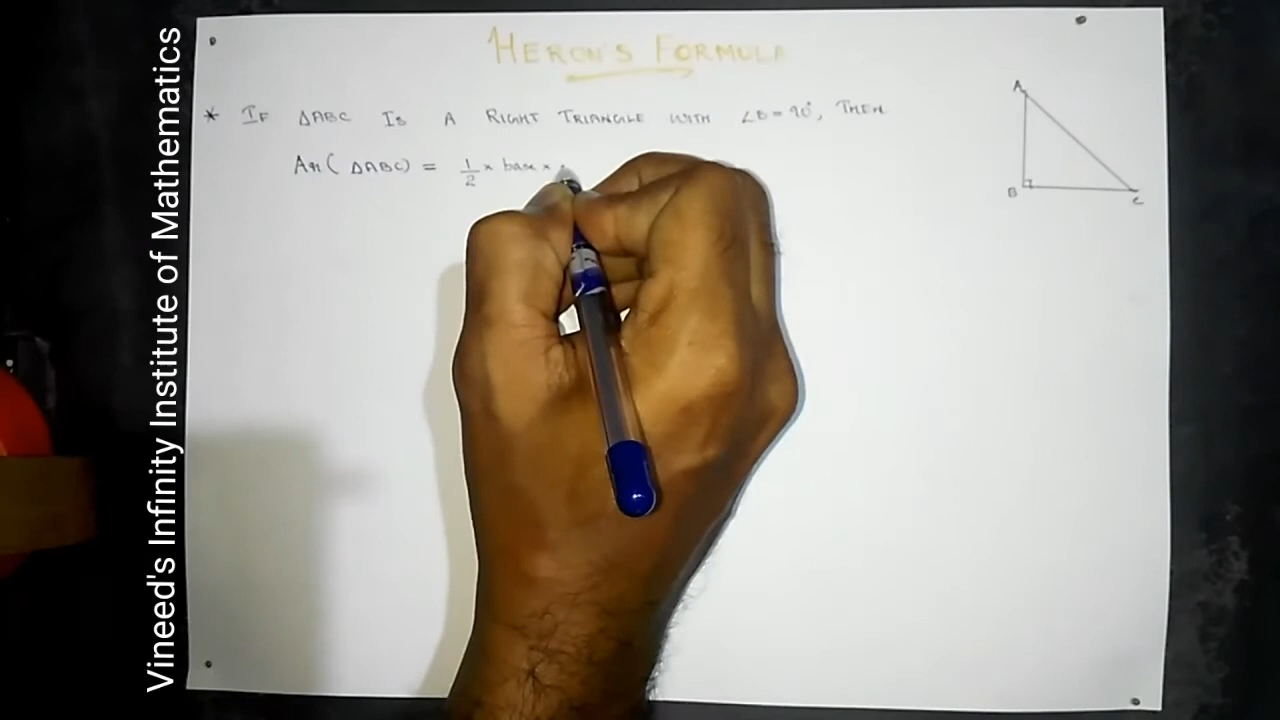 Vineed's Infinity Institute of Mathematics
HERON'S FORMULA
* IF ΔABC IS A RIGHT TRIANGLE WITH ∠B = 90°, THEN
Ar( ΔABC) = 1/2 × base ×
A
B
C